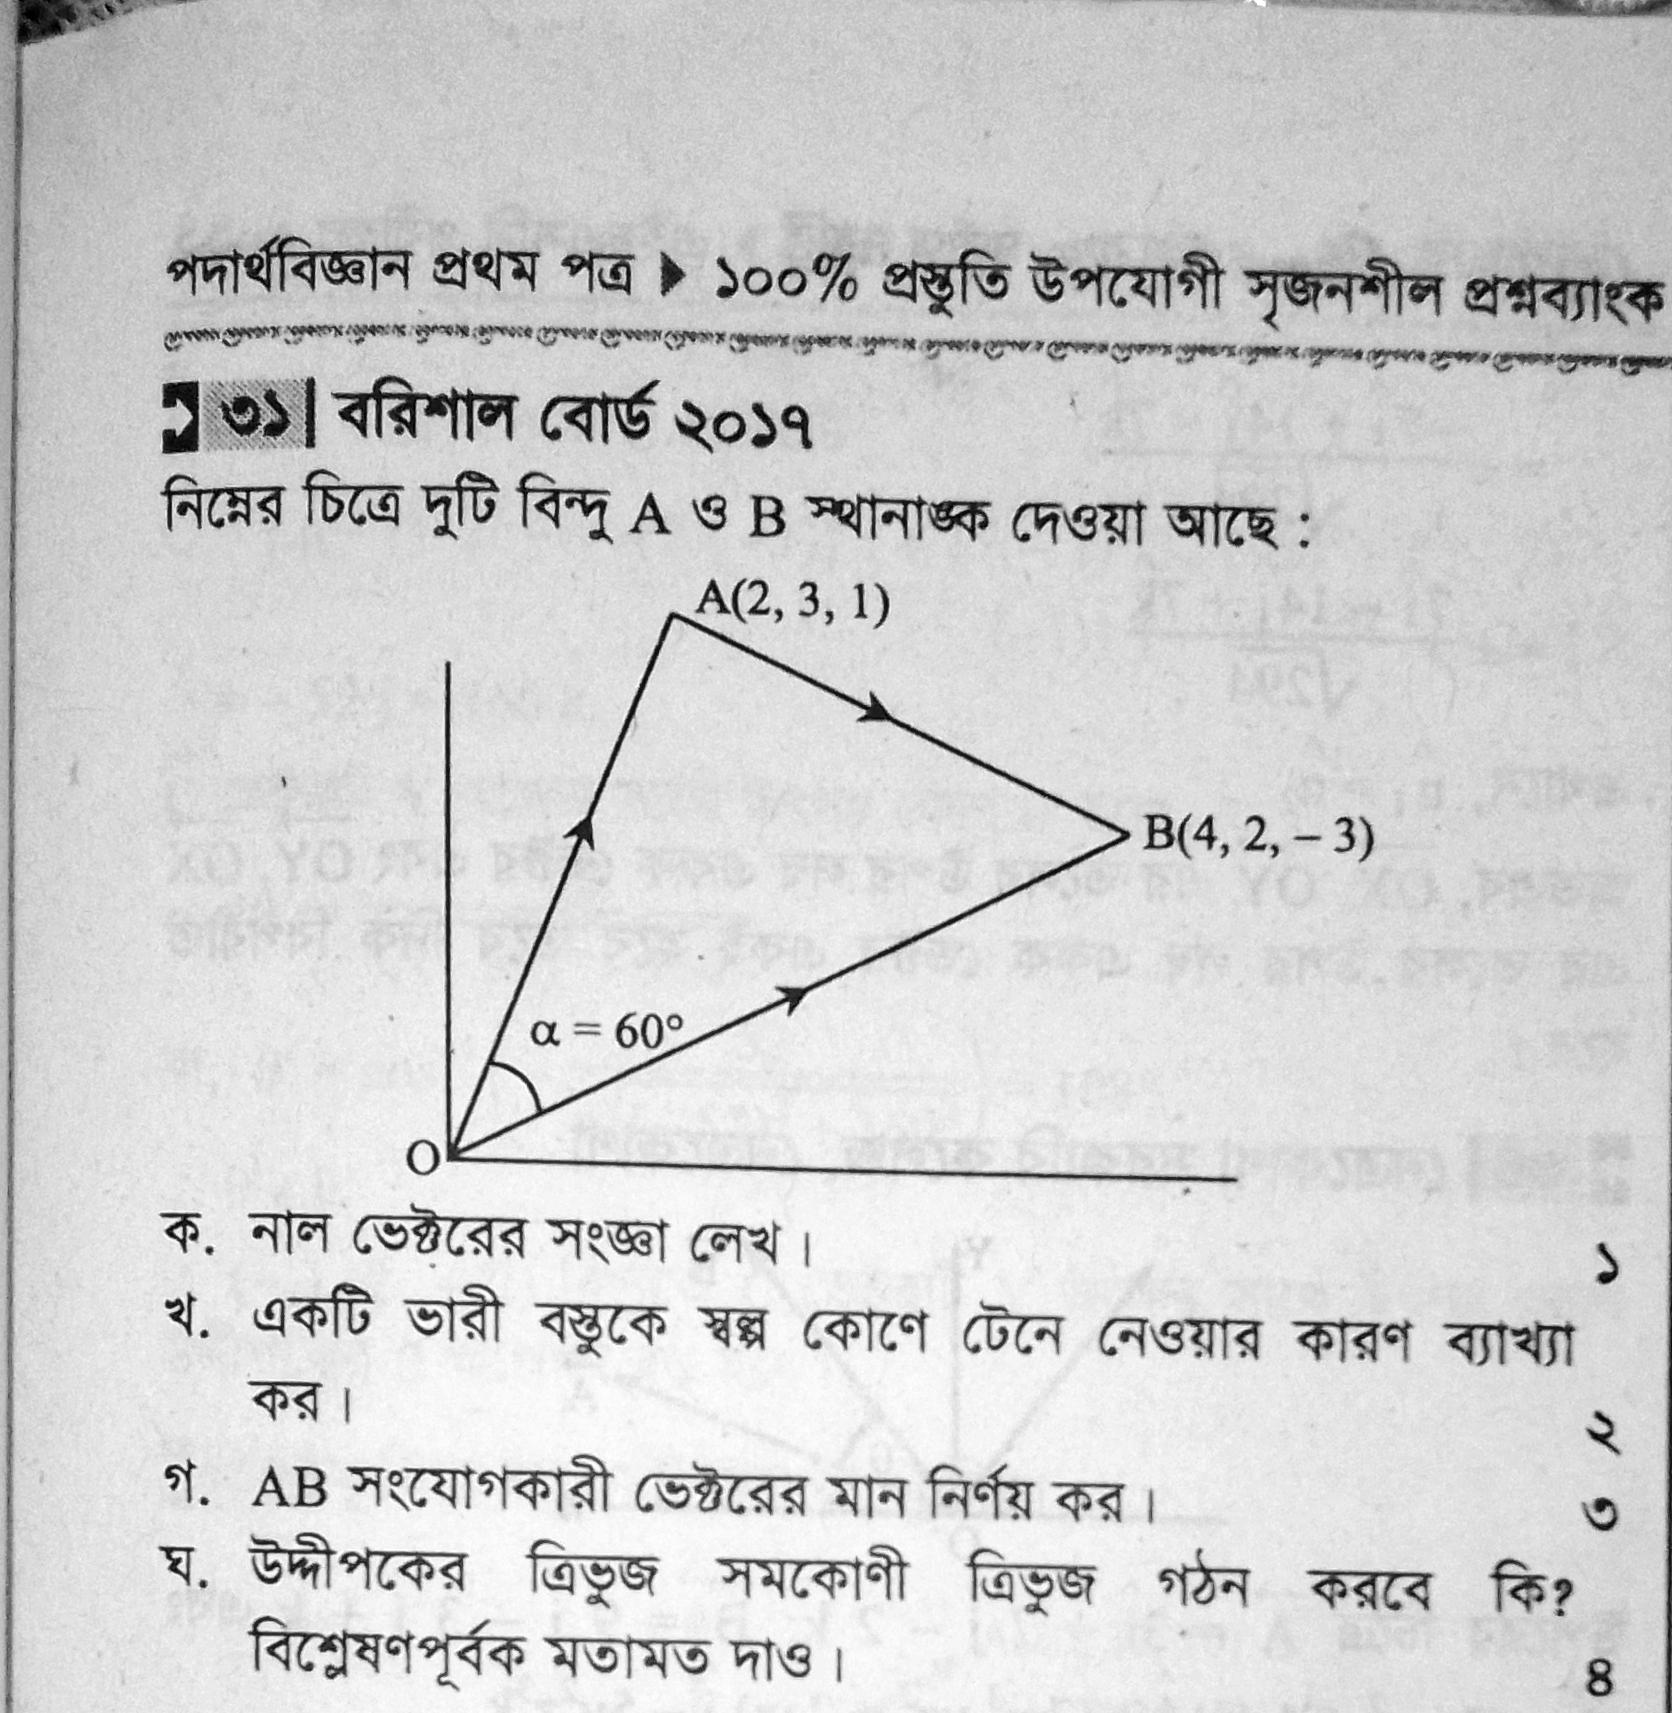 পদার্থবিজ্ঞান প্রথম পত্র ▶ ১০০% প্রস্তুতি উপযোগী সৃজনশীল প্রশ্নব্যাংক
৩১ | বরিশাল বোর্ড ২০১৭
নিম্নের চিত্রে দুটি বিন্দু A ও B স্থানাঙ্ক দেওয়া আছে :
A(2, 3, 1)
B(4, 2, – 3)
α = 60°
O
ক. নাল ভেক্টরের সংজ্ঞা লেখ। ১
খ. একটি ভারী বস্তুকে স্বল্প কোণে টেনে নেওয়ার কারণ ব্যাখ্যা
কর। ২
গ. AB সংযোগকারী ভেক্টরের মান নির্ণয় কর। ৩
ঘ. উদ্দীপকের ত্রিভুজ সমকোণী ত্রিভুজ গঠন করবে কি?
বিশ্লেষণপূর্বক মতামত দাও। ৪